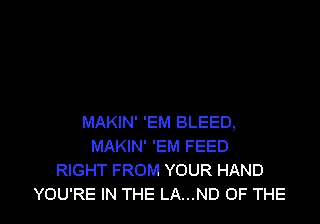 MAKIN' 'EM BLEED,
MAKIN' 'EM FEED
RIGHT FROM YOUR HAND
YOU'RE IN THE LA...ND OF THE